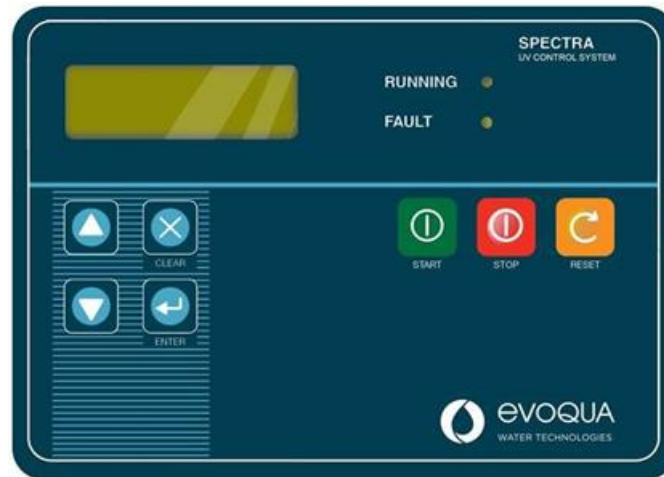 SPECTRA
UV CONTROL SYSTEM
RUNNING
FAULT
CLEAR
START
STOP
RESET
ENTER
evoqua
WATER TECHNOLOGIES